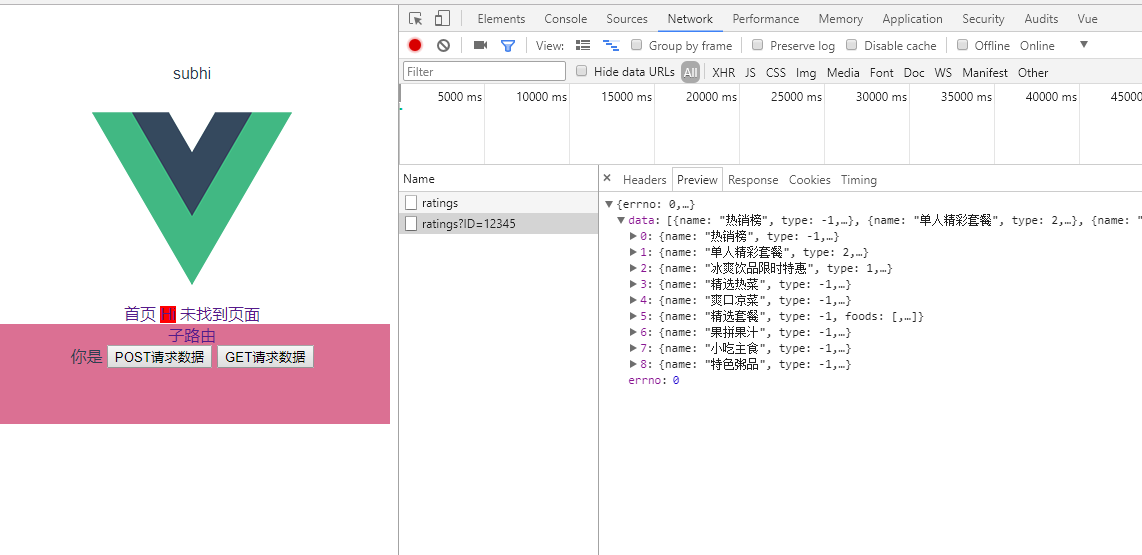 subhi
首页 H 未找到页面
子路由
你是 POST请求数据 GET请求数据
Elements Console Sources Network Performance Memory Application Security Audits Vue
View: Group by frame Preserve log Disable cache Offline Online
Filter Hide data URLs All XHR JS CSS Img Media Font Doc WS Manifest Other
5000 ms 10000 ms 15000 ms 20000 ms 25000 ms 30000 ms 35000 ms 40000 ms 45000
Name
ratings
ratings?ID=12345
× Headers Preview Response Cookies Timing
{errno: 0,…}
data: [{name: "热销榜", type: -1,…}, {name: "单人精彩套餐", type: 2,…}, {name: "
0: {name: "热销榜", type: -1,…}
1: {name: "单人精彩套餐", type: 2,…}
2: {name: "冰爽饮品限时特惠", type: 1,…}
3: {name: "精选热菜", type: -1,…}
4: {name: "爽口凉菜", type: -1,…}
5: {name: "精选套餐", type: -1, foods: [,…]}
6: {name: "果拼果汁", type: -1,…}
7: {name: "小吃主食", type: -1,…}
8: {name: "特色粥品", type: -1,…}
errno: 0